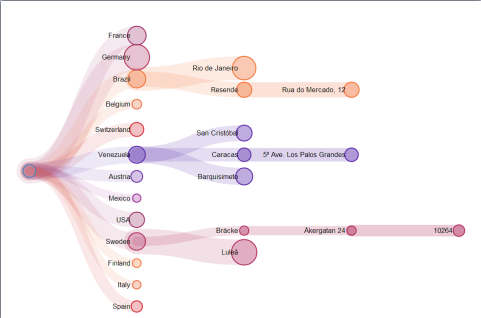 France
Germany
Rio de Janeiro
Brazil
Resende
Rua do Mercado, 12
Belgium
Switzerland
San Cristóbal
Venezuela
Caracas
5ª Ave. Los Palos Grandes
Austria
Barquisimeto
Mexico
USA
Bräcke
Åkergatan 24
10264
Sweden
Luleå
Finland
Italy
Spain